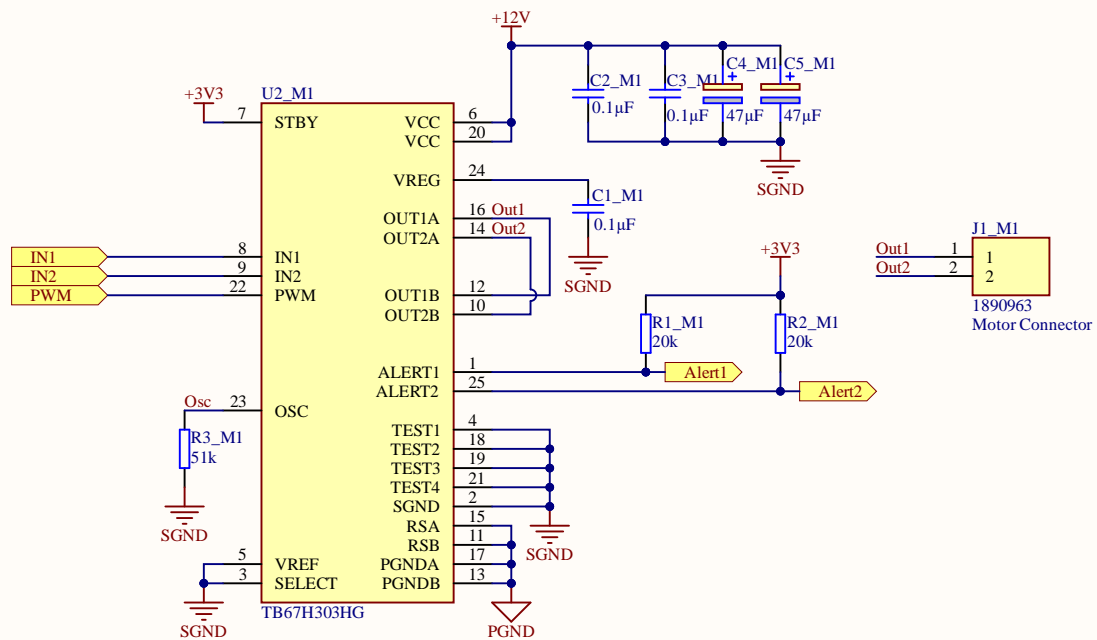 +12V
U2_M1
+3V3
7
STBY
VCC
6
VCC
20
C2_M1
0.1µF
C3_M1
0.1µF
C4_M1
+
47µF
C5_M1
+
47µF
SGND
VREG
24
C1_M1
0.1µF
SGND
OUT1A
16
Out1
OUT2A
14
Out2
IN1
8
IN1
IN2
9
IN2
PWM
22
PWM
OUT1B
12
OUT2B
10
+3V3
R1_M1
20k
R2_M1
20k
J1_M1
Out1
1
1
Out2
2
2
1890963
Motor Connector
ALERT1
1
Alert1
ALERT2
25
Alert2
Osc
23
OSC
R3_M1
51k
SGND
TEST1
4
TEST2
18
TEST3
19
TEST4
21
SGND
2
SGND
RSA
15
RSB
11
PGNDA
17
PGNDB
13
PGND
5
VREF
3
SELECT
SGND
TB67H303HG